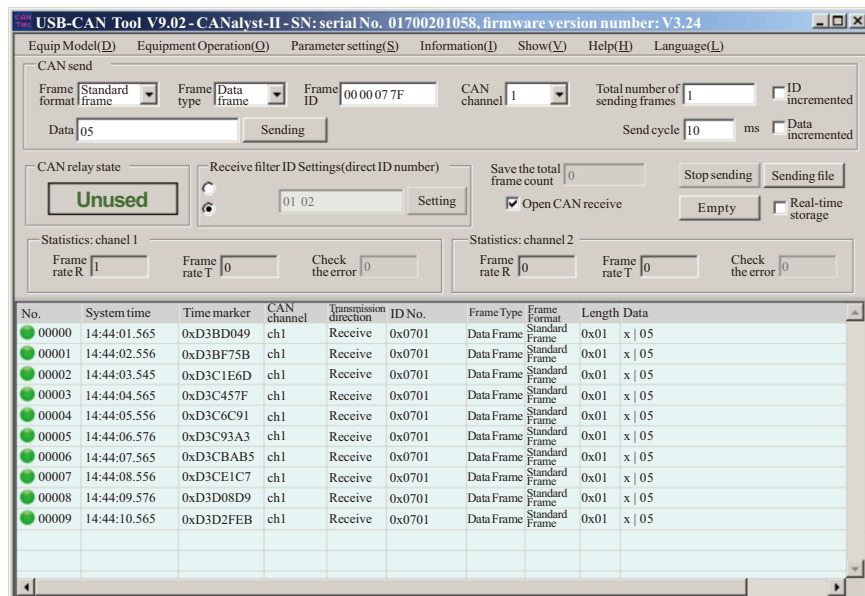 USB-CAN Tool V9.02 - CANalyst-II - SN: serial No. 01700201058, firmware version number: V3.24
Equip Model(D) Equipment Operation(O) Parameter setting(S) Information(I) Show(V) Help(H) Language(L)
CAN send
Frame format Standard frame Frame type Data frame Frame ID 00 00 07 7F CAN channel 1 Total number of sending frames 1 ID incremented
Data 05 Sending Send cycle 10 ms Data incremented
CAN relay state Receive filter ID Settings(direct ID number) Save the total frame count 0 Stop sending Sending file
Unused 01 02 Setting Open CAN receive Empty Real-time storage
Statistics: chanel 1 Statistics: channel 2
Frame rate R 1 Frame rate T 0 Check the error 0 Frame rate R 0 Frame rate T 0 Check the error 0
No. System time Time marker CAN channel Transmission direction ID No. Frame Type Frame Format Length Data
00000 14:44:01.565 0xD3BD049 ch1 Receive 0x0701 Data Frame Standard Frame 0x01 x | 05
00001 14:44:02.556 0xD3BF75B ch1 Receive 0x0701 Data Frame Standard Frame 0x01 x | 05
00002 14:44:03.545 0xD3C1E6D ch1 Receive 0x0701 Data Frame Standard Frame 0x01 x | 05
00003 14:44:04.565 0xD3C457F ch1 Receive 0x0701 Data Frame Standard Frame 0x01 x | 05
00004 14:44:05.556 0xD3C6C91 ch1 Receive 0x0701 Data Frame Standard Frame 0x01 x | 05
00005 14:44:06.576 0xD3C93A3 ch1 Receive 0x0701 Data Frame Standard Frame 0x01 x | 05
00006 14:44:07.565 0xD3CBAB5 ch1 Receive 0x0701 Data Frame Standard Frame 0x01 x | 05
00007 14:44:08.556 0xD3CE1C7 ch1 Receive 0x0701 Data Frame Standard Frame 0x01 x | 05
00008 14:44:09.576 0xD3D08D9 ch1 Receive 0x0701 Data Frame Standard Frame 0x01 x | 05
00009 14:44:10.565 0xD3D2FEB ch1 Receive 0x0701 Data Frame Standard Frame 0x01 x | 05